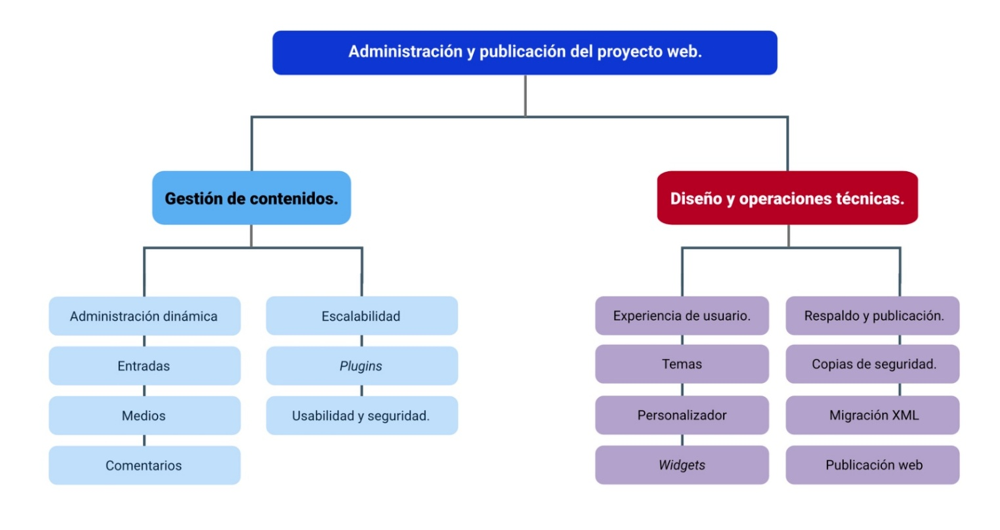 Administración y publicación del proyecto web.
Gestión de contenidos.
Diseño y operaciones técnicas.
Administración dinámica
Entradas
Medios
Comentarios
Escalabilidad
Plugins
Usabilidad y seguridad.
Experiencia de usuario.
Temas
Personalizador
Widgets
Respaldo y publicación.
Copias de seguridad.
Migración XML
Publicación web